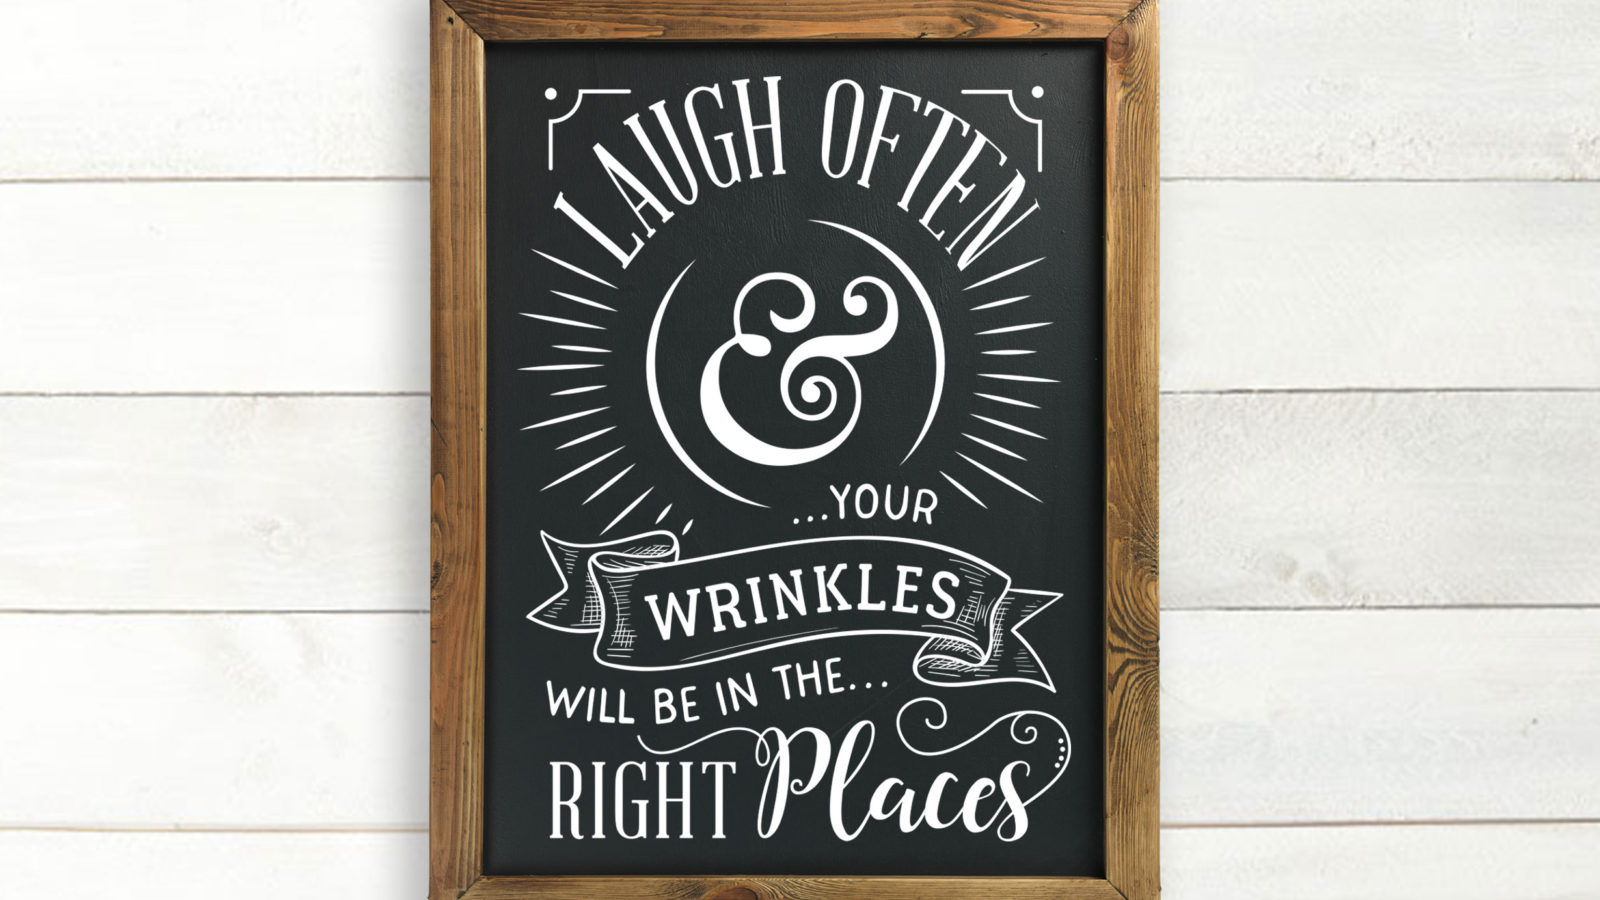 LAUGH OFTEN
&
...YOUR
WRINKLES
WILL BE IN THE...
RIGHT Places